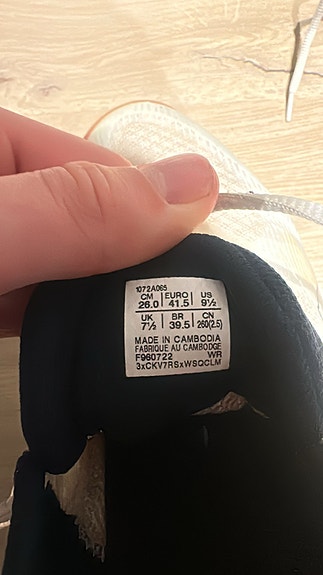 1072A065
CM EURO US
26.0 41.5 9½
UK BR CN
7½ 39.5 260(2.5)
MADE IN CAMBODIA
FABRIQUE AU CAMBODGE
F960722 WR
3xCKV7RSxWSQCLM